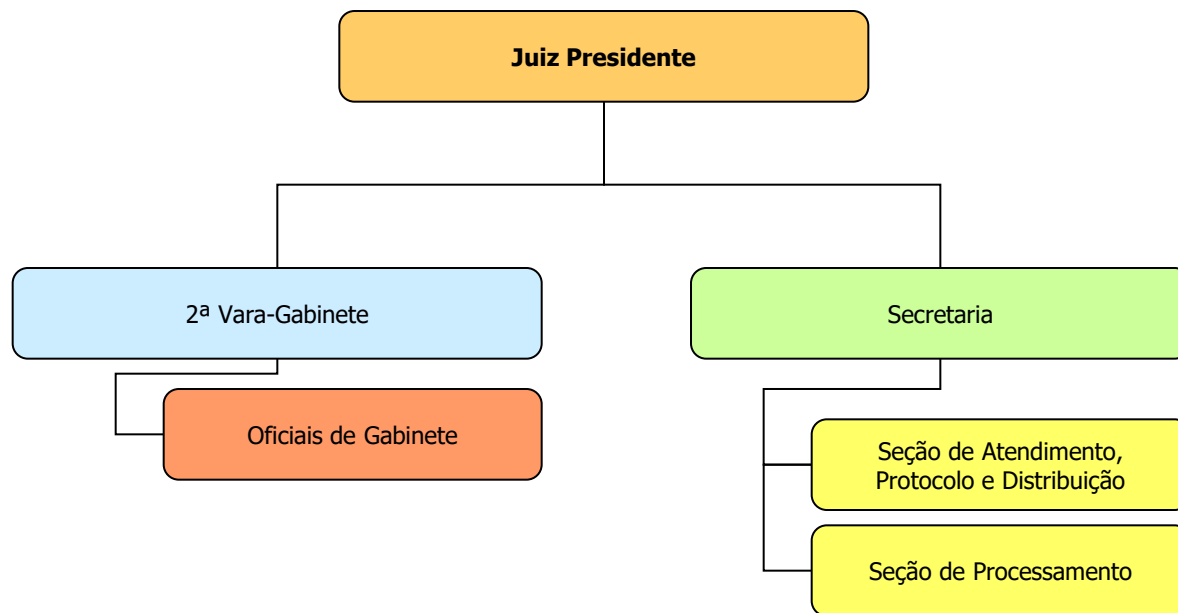 Juiz Presidente
2ª Vara-Gabinete
Secretaria
Oficiais de Gabinete
Seção de Atendimento,
Protocolo e Distribuição
Seção de Processamento